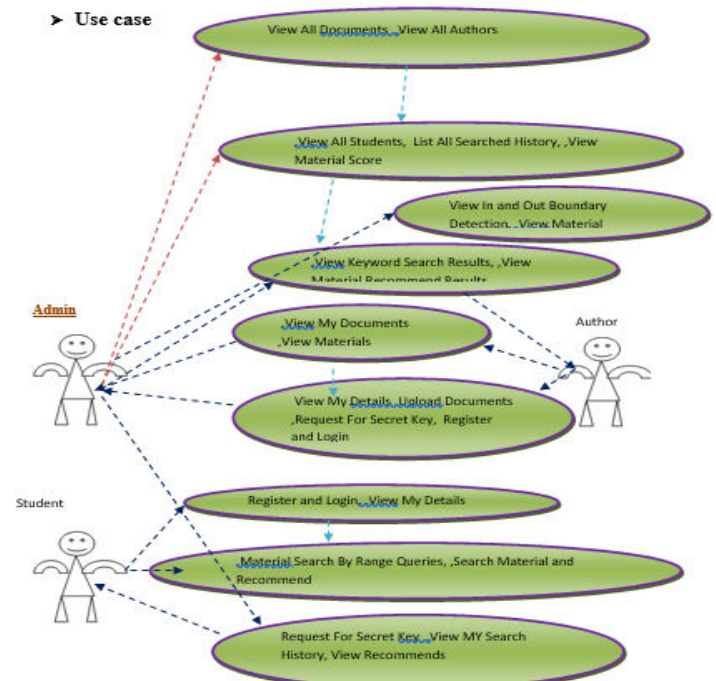 ➤ Use case
View All Documents, ,View All Authors
,View All Students, List All Searched History, ,View
Material Score
View In and Out Boundary
Detection, ,View Material
,View Keyword Search Results, ,View
Material Recommend Results
Admin
,View My Documents
,View Materials
Author
View My Details, Upload Documents
,Request For Secret Key, Register
and Login
Student
Register and Login, ,View My Details
,Material Search By Range Queries, ,Search Material and
Recommend
Request For Secret Key, ,View MY Search
History, View Recommends